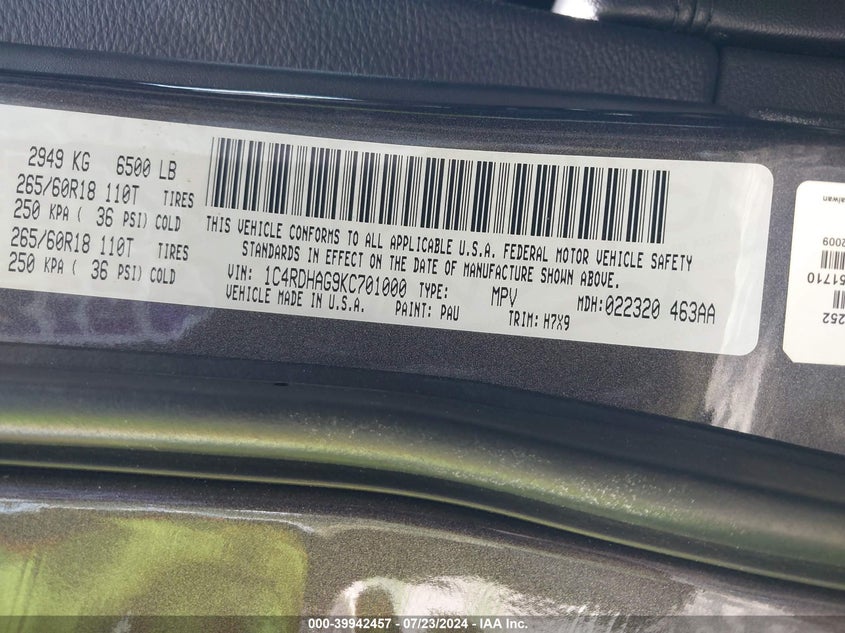 2949 KG 6500 LB
265/60R18 110T TIRES
250 KPA ( 36 PSI) COLD
265/60R18 110T TIRES
250 KPA ( 36 PSI) COLD
THIS VEHICLE CONFORMS TO ALL APPLICABLE U.S.A. FEDERAL MOTOR VEHICLE SAFETY
STANDARDS IN EFFECT ON THE DATE OF MANUFACTURE SHOWN ABOVE.
VIN: 1C4RDHAG9KC701000 TYPE: MPV MDH:022320 463AA
VEHICLE MADE IN U.S.A. PAINT: PAU TRIM: H7X9
2009
51710
252
000-39942457 | 07/23/2024 | IAA Inc.